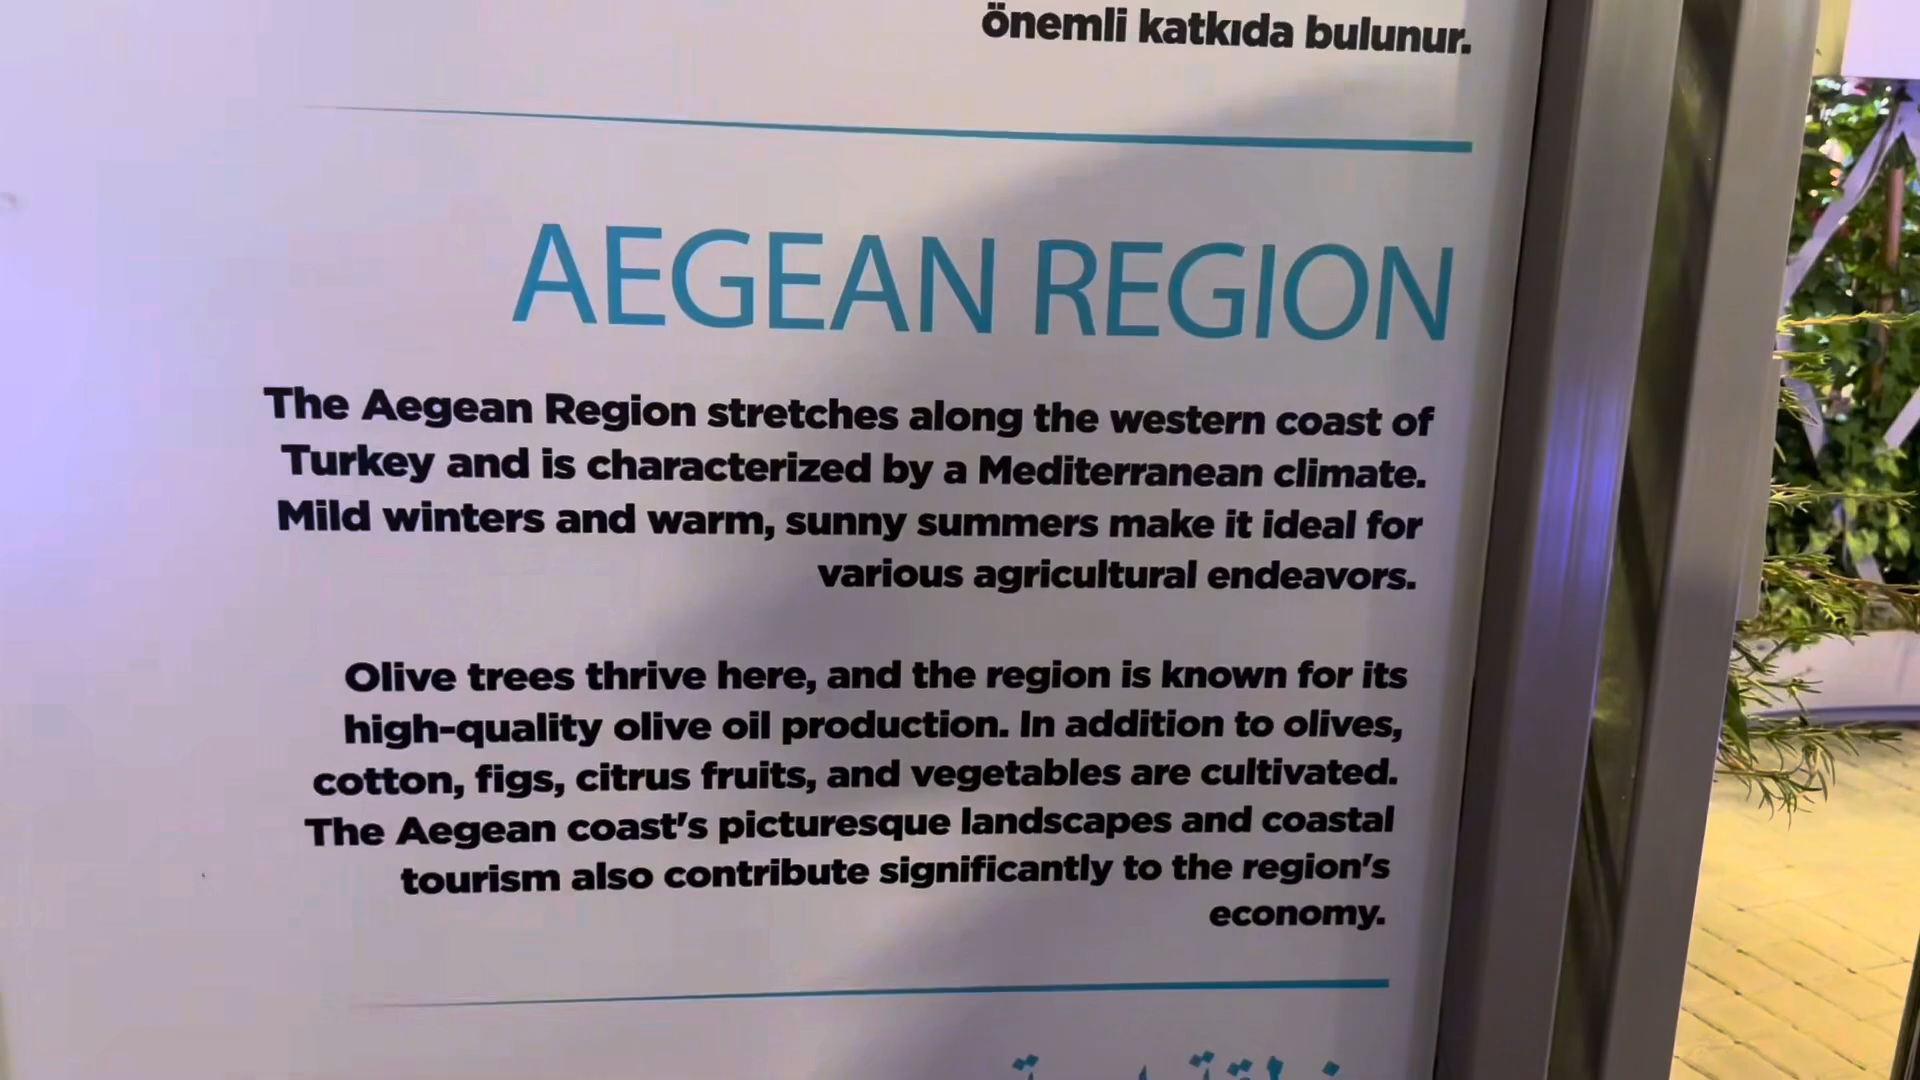 önemli katkıda bulunur.
AEGEAN REGION
The Aegean Region stretches along the western coast of
Turkey and is characterized by a Mediterranean climate.
Mild winters and warm, sunny summers make it ideal for
various agricultural endeavors.
Olive trees thrive here, and the region is known for its
high-quality olive oil production. In addition to olives,
cotton, figs, citrus fruits, and vegetables are cultivated.
The Aegean coast's picturesque landscapes and coastal
tourism also contribute significantly to the region's
economy.